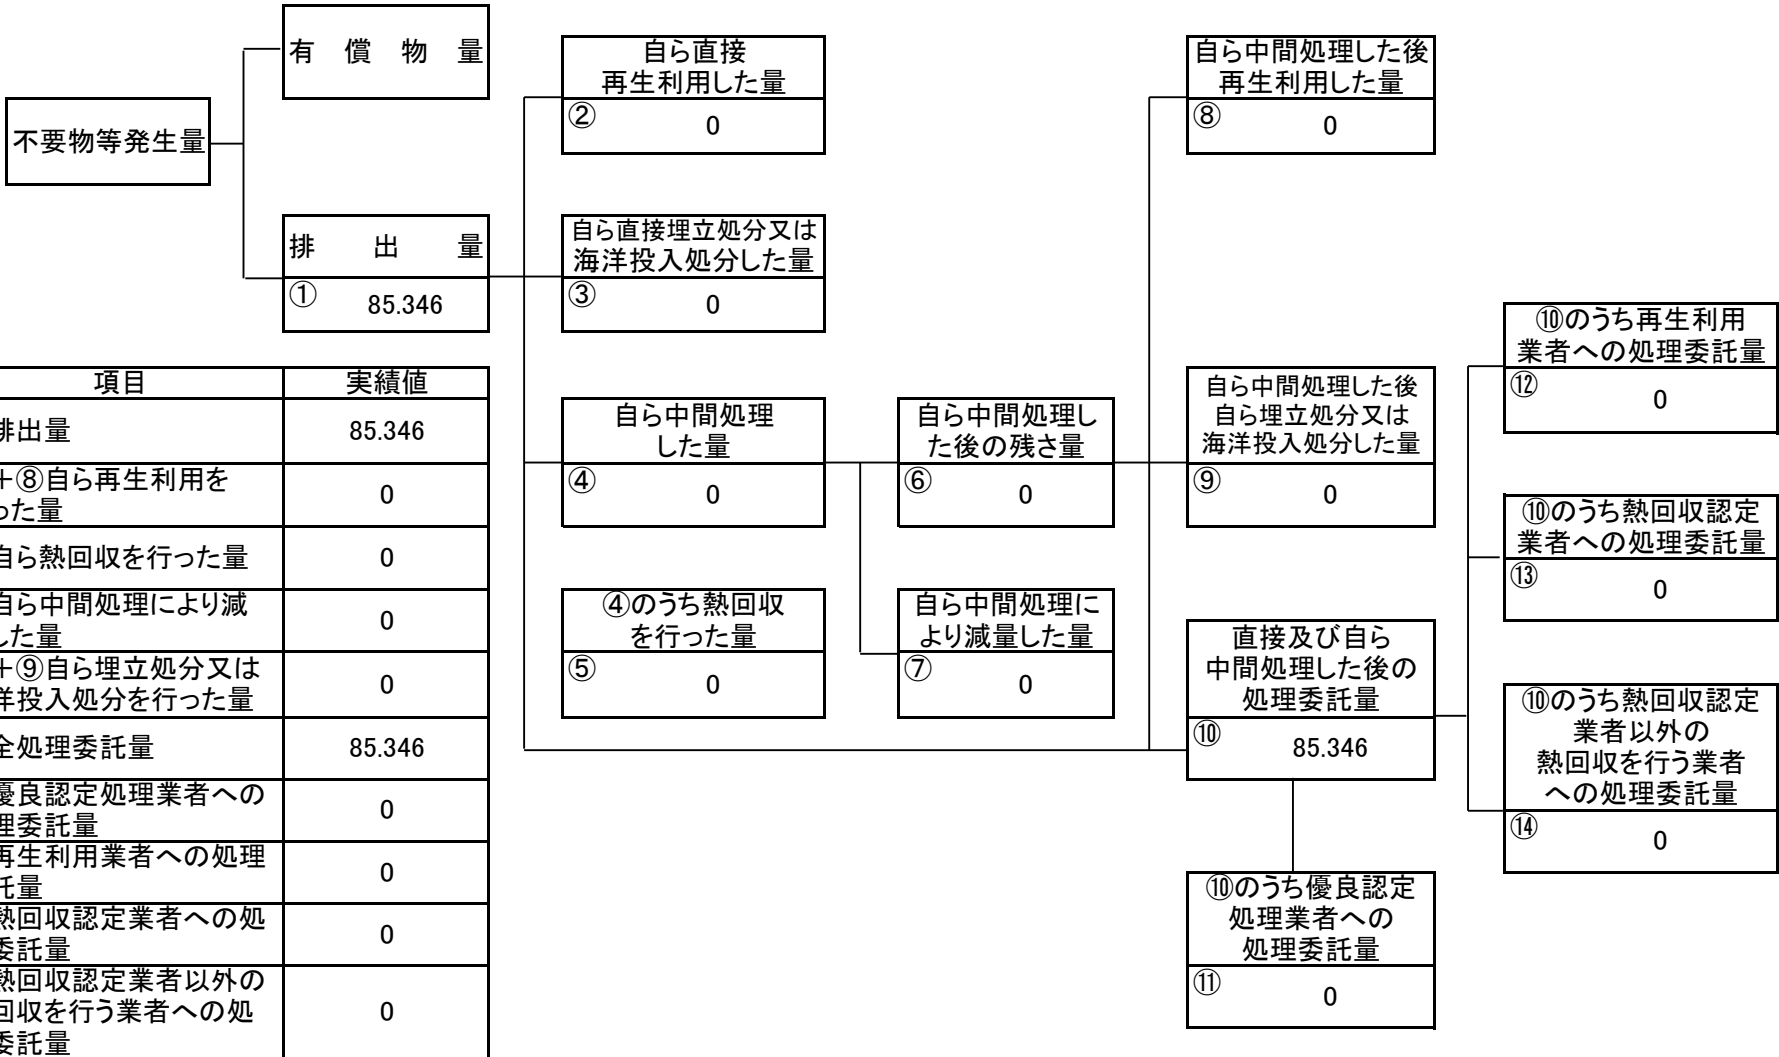 有 償 物 量
不要物等発生量
排 出 量
① 85.346
自ら直接
再生利用した量
② 0
自ら直接埋立処分又は
海洋投入処分した量
③ 0
自ら中間処理
した量
④ 0
④のうち熱回収
を行った量
⑤ 0
自ら中間処理し
た後の残さ量
⑥ 0
自ら中間処理に
より減量した量
⑦ 0
自ら中間処理した後
再生利用した量
⑧ 0
自ら中間処理した後
自ら埋立処分又は
海洋投入処分した量
⑨ 0
直接及び自ら
中間処理した後の
処理委託量
⑩ 85.346
⑩のうち優良認定
処理業者への
処理委託量
⑪ 0
⑩のうち再生利用
業者への処理委託量
⑫ 0
⑩のうち熱回収認定
業者への処理委託量
⑬ 0
⑩のうち熱回収認定
業者以外の
熱回収を行う業者
への処理委託量
⑭ 0
項目 実績値
排出量 85.346
+⑧自ら再生利用を
った量 0
自ら熱回収を行った量 0
自ら中間処理により減
した量 0
+⑨自ら埋立処分又は
洋投入処分を行った量 0
全処理委託量 85.346
優良認定処理業者への
理委託量 0
再生利用業者への処理
託量 0
熱回収認定業者への処
委託量 0
熱回収認定業者以外の
回収を行う業者への処
委託量 0